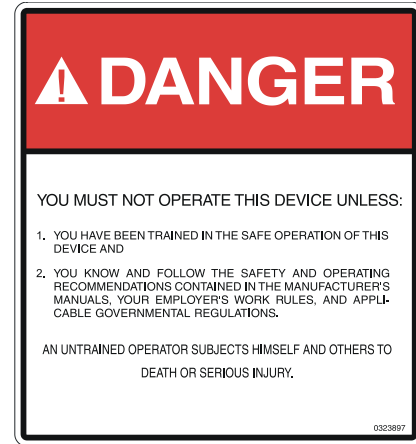 DANGER
YOU MUST NOT OPERATE THIS DEVICE UNLESS:
1. YOU HAVE BEEN TRAINED IN THE SAFE OPERATION OF THIS
DEVICE AND
2. YOU KNOW AND FOLLOW THE SAFETY AND OPERATING
RECOMMENDATIONS CONTAINED IN THE MANUFACTURER'S
MANUALS, YOUR EMPLOYER'S WORK RULES, AND APPLI-
CABLE GOVERNMENTAL REGULATIONS.
AN UNTRAINED OPERATOR SUBJECTS HIMSELF AND OTHERS TO
DEATH OR SERIOUS INJURY.
0323897